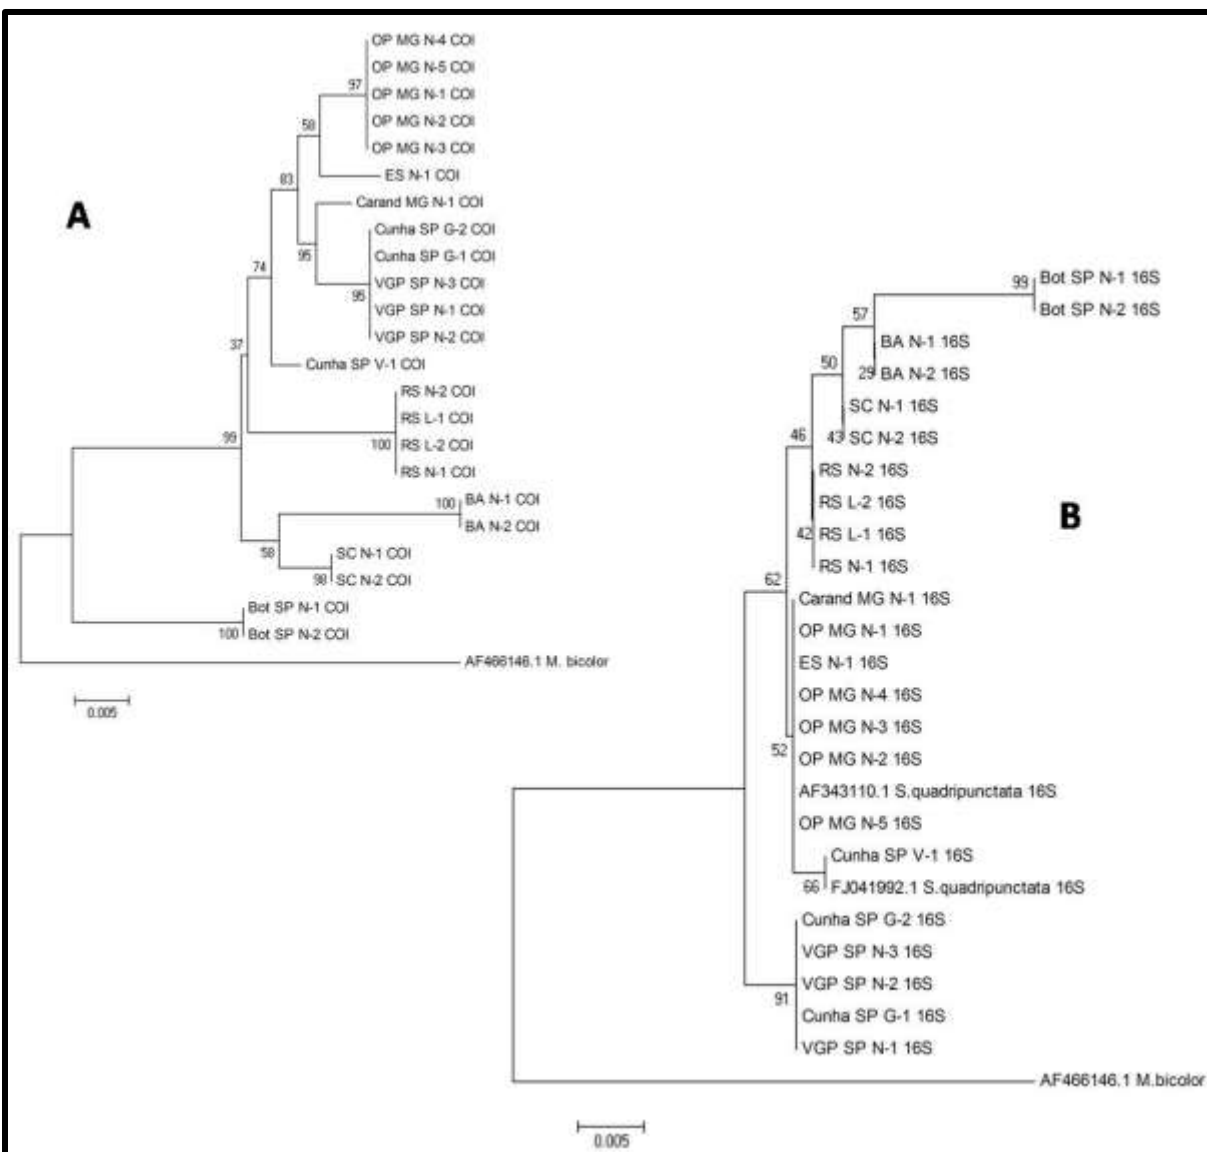 A
OP MG N-4 COI
OP MG N-5 COI
97
OP MG N-1 COI
OP MG N-2 COI
58
OP MG N-3 COI
ES N-1 COI
83
Carand MG N-1 COI
Cunha SP G-2 COI
95
Cunha SP G-1 COI
74
VGP SP N-3 COI
95
VGP SP N-1 COI
VGP SP N-2 COI
37
Cunha SP V-1 COI
RS N-2 COI
RS L-1 COI
99
100
RS L-2 COI
RS N-1 COI
100
BA N-1 COI
BA N-2 COI
58
SC N-1 COI
98
SC N-2 COI
Bot SP N-1 COI
100
Bot SP N-2 COI
AF466146.1 M. bicolor
0.005
B
99
Bot SP N-1 16S
Bot SP N-2 16S
57
BA N-1 16S
29
BA N-2 16S
50
SC N-1 16S
46
43
SC N-2 16S
RS N-2 16S
RS L-2 16S
42
RS L-1 16S
RS N-1 16S
62
Carand MG N-1 16S
OP MG N-1 16S
ES N-1 16S
OP MG N-4 16S
OP MG N-3 16S
52
OP MG N-2 16S
AF343110.1 S.quadripunctata 16S
OP MG N-5 16S
Cunha SP V-1 16S
66
FJ041992.1 S.quadripunctata 16S
Cunha SP G-2 16S
VGP SP N-3 16S
VGP SP N-2 16S
91
Cunha SP G-1 16S
VGP SP N-1 16S
AF466146.1 M.bicolor
0.005